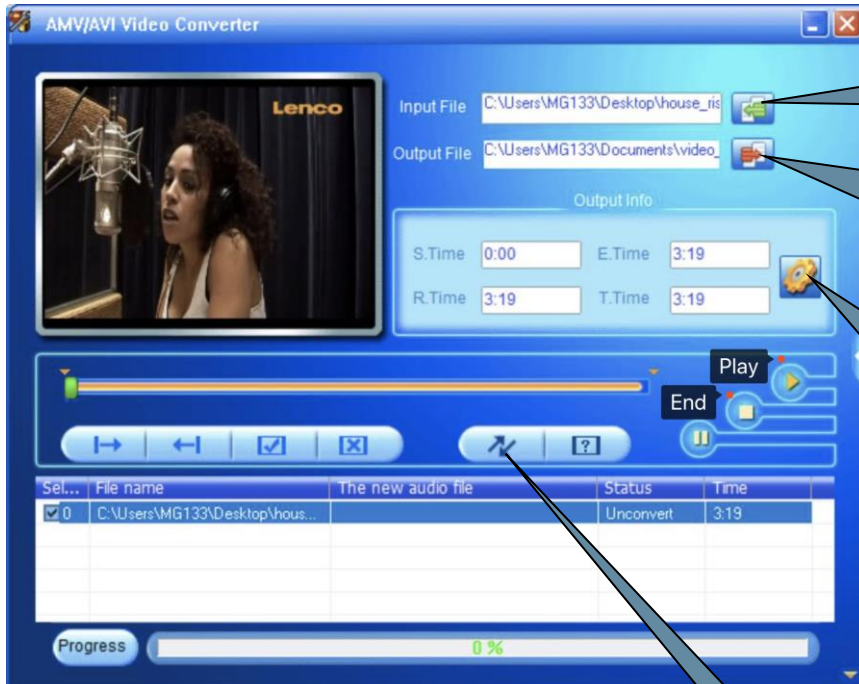 AMV/AVI Video Converter
Lenco
Input File C:\Users\MG133\Desktop\house_ris
Output File C:\Users\MG133\Documents\video_
Output Info
S.Time 0:00 E.Time 3:19
R.Time 3:19 T.Time 3:19
Play
End
Sel... File name The new audio file Status Time
0 C:\Users\MG133\Desktop\hous... Unconvert 3:19
Progress 0 %